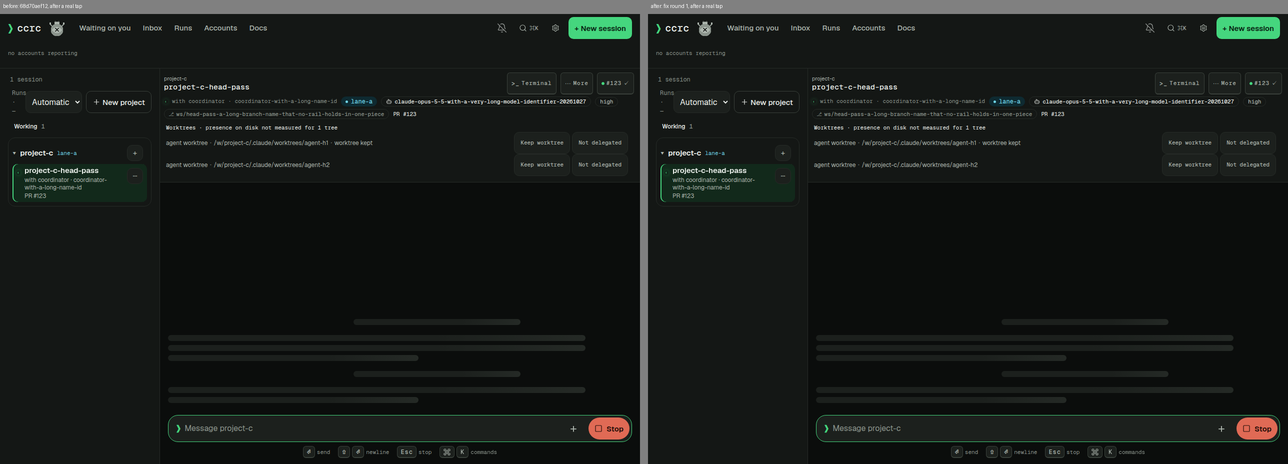 before: 68d70aef12, after a real tap
ccrc Waiting on you Inbox Runs Accounts Docs ⌘K + New session
no accounts reporting
1 session
Runs
Automatic + New project
Working 1
project-c lane-a +
project-c-head-pass
with coordinator · coordinator-
with-a-long-name-id
PR #123
project-c
project-c-head-pass
>_ Terminal ··· More #123 ✓
with coordinator · coordinator-with-a-long-name-id lane-a claude-opus-5-5-with-a-very-long-model-identifier-20261027 high
ws/head-pass-a-long-branch-name-that-no-rail-holds-in-one-piece PR #123
Worktrees · presence on disk not measured for 1 tree
agent worktree · /w/project-c/.claude/worktrees/agent-h1 · worktree kept Keep worktree Not delegated
agent worktree · /w/project-c/.claude/worktrees/agent-h2 Keep worktree Not delegated
Message project-c + Stop
send newline Esc stop ⌘ K commands
after: fix round 1, after a real tap
ccrc Waiting on you Inbox Runs Accounts Docs ⌘K + New session
no accounts reporting
1 session
Runs
Automatic + New project
Working 1
project-c lane-a +
project-c-head-pass
with coordinator · coordinator-
with-a-long-name-id
PR #123
project-c
project-c-head-pass
>_ Terminal ··· More #123 ✓
with coordinator · coordinator-with-a-long-name-id lane-a claude-opus-5-5-with-a-very-long-model-identifier-20261027 high
ws/head-pass-a-long-branch-name-that-no-rail-holds-in-one-piece PR #123
Worktrees · presence on disk not measured for 1 tree
agent worktree · /w/project-c/.claude/worktrees/agent-h1 · worktree kept Keep worktree Not delegated
agent worktree · /w/project-c/.claude/worktrees/agent-h2 Keep worktree Not delegated
Message project-c + Stop
send newline Esc stop ⌘ K commands